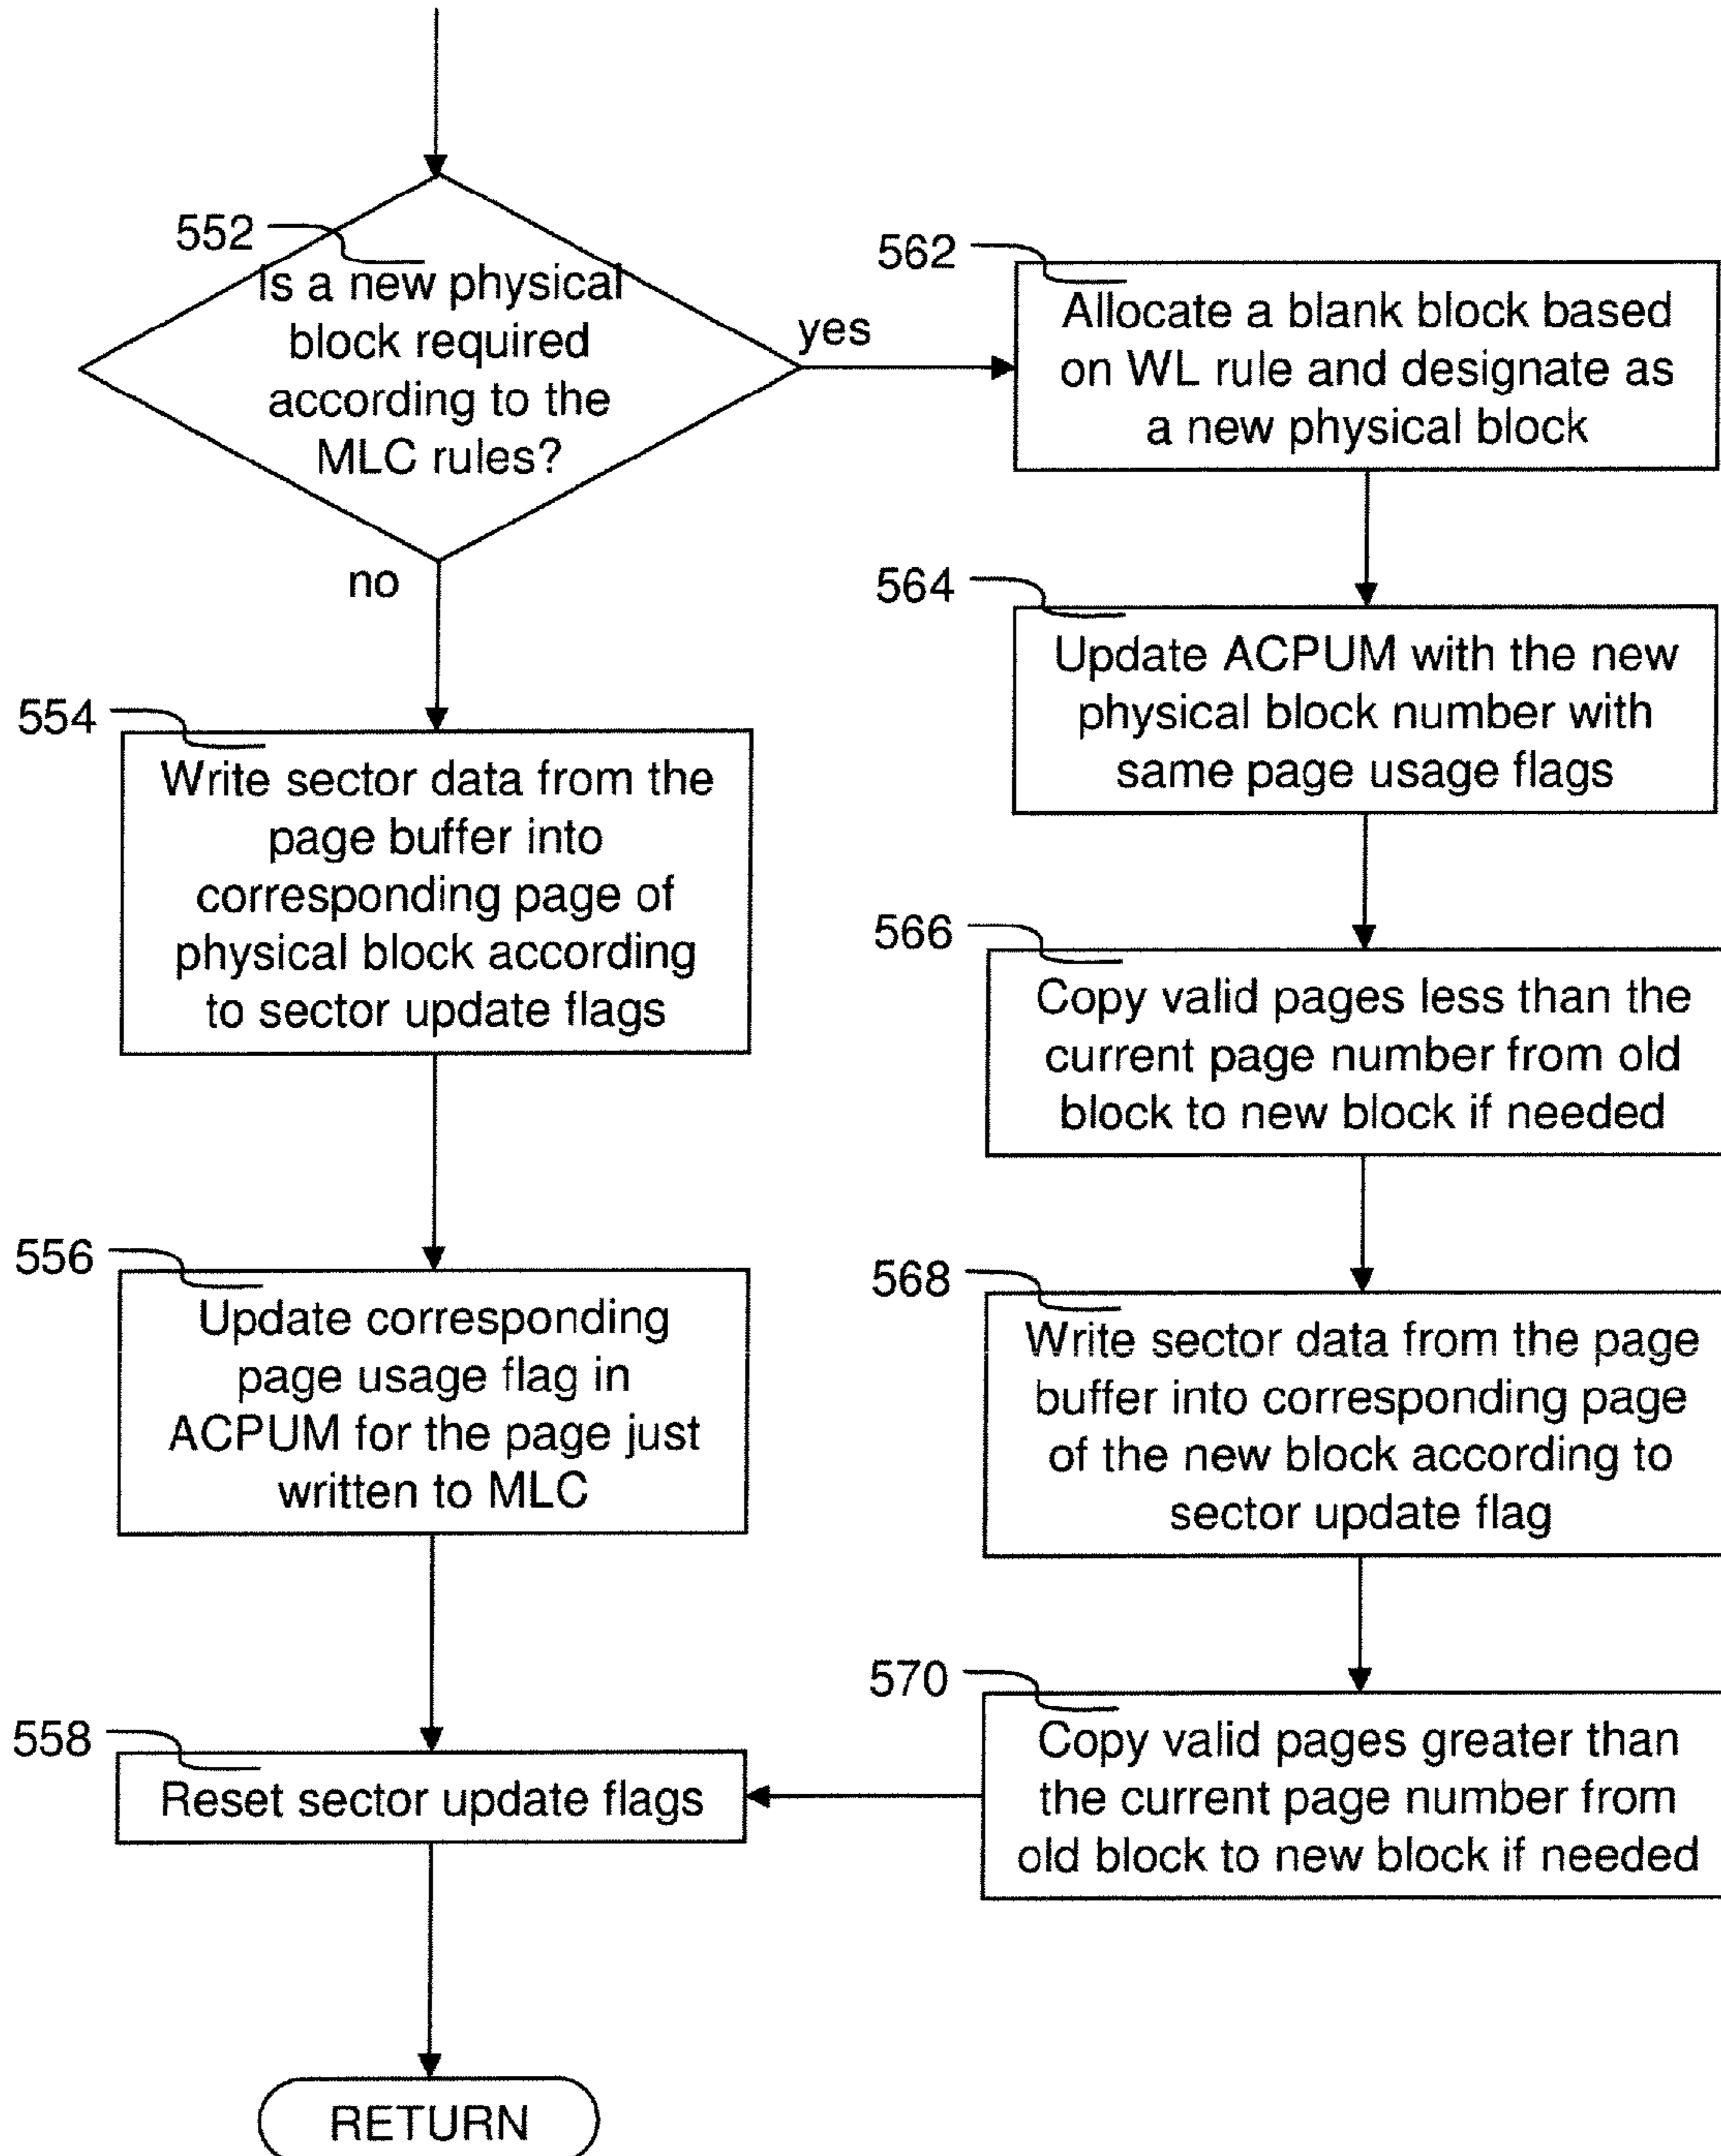 552
Is a new physical
block required
according to the
MLC rules?
yes
no
562
Allocate a blank block based
on WL rule and designate as
a new physical block
564
Update ACPUM with the new
physical block number with
same page usage flags
554
Write sector data from the
page buffer into
corresponding page of
physical block according
to sector update flags
566
Copy valid pages less than the
current page number from old
block to new block if needed
556
Update corresponding
page usage flag in
ACPUM for the page just
written to MLC
568
Write sector data from the page
buffer into corresponding page
of the new block according to
sector update flag
570
Copy valid pages greater than
the current page number from
old block to new block if needed
558
Reset sector update flags
RETURN